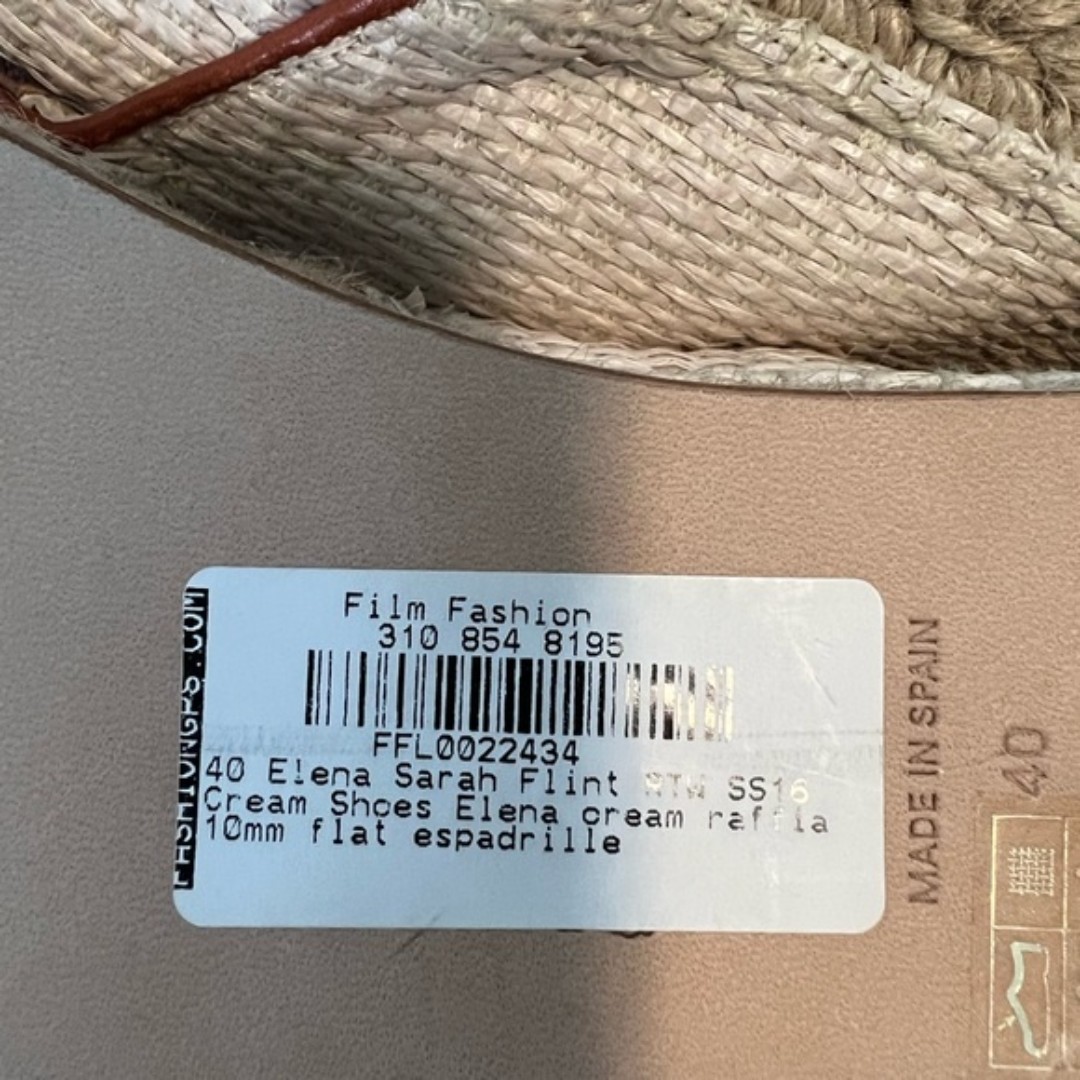 Film Fashion
310 854 8195
FFL0022434
40 Elena Sarah Flint RTW SS16
Cream Shoes Elena cream raffia
10mm flat espadrille
FASHIONGPS.COM
MADE IN SPAIN
40